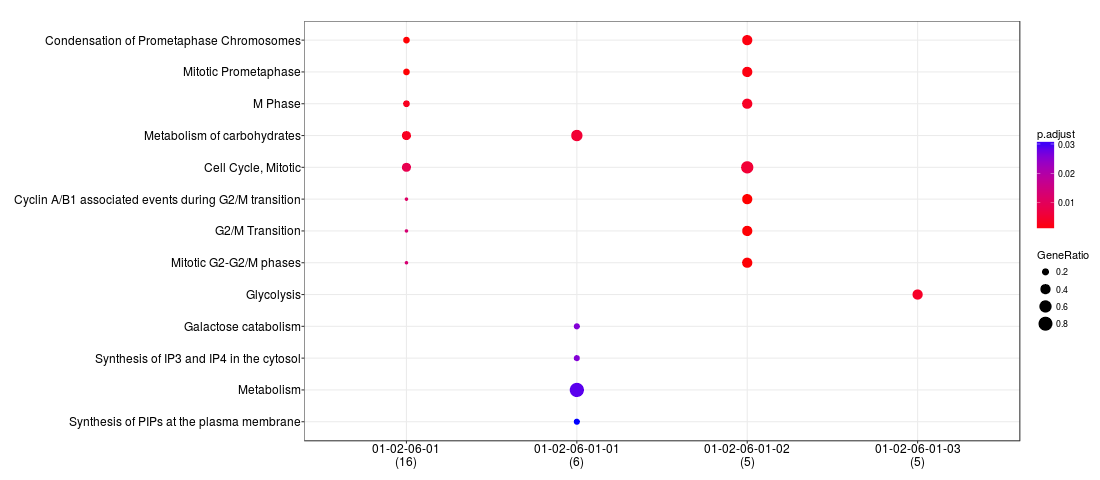 Condensation of Prometaphase Chromosomes
Mitotic Prometaphase
M Phase
Metabolism of carbohydrates
Cell Cycle, Mitotic
Cyclin A/B1 associated events during G2/M transition
G2/M Transition
Mitotic G2-G2/M phases
Glycolysis
Galactose catabolism
Synthesis of IP3 and IP4 in the cytosol
Metabolism
Synthesis of PIPs at the plasma membrane
01-02-06-01
(16)
01-02-06-01-01
(6)
01-02-06-01-02
(5)
01-02-06-01-03
(5)
p.adjust
0.03
0.02
0.01
GeneRatio
0.2
0.4
0.6
0.8